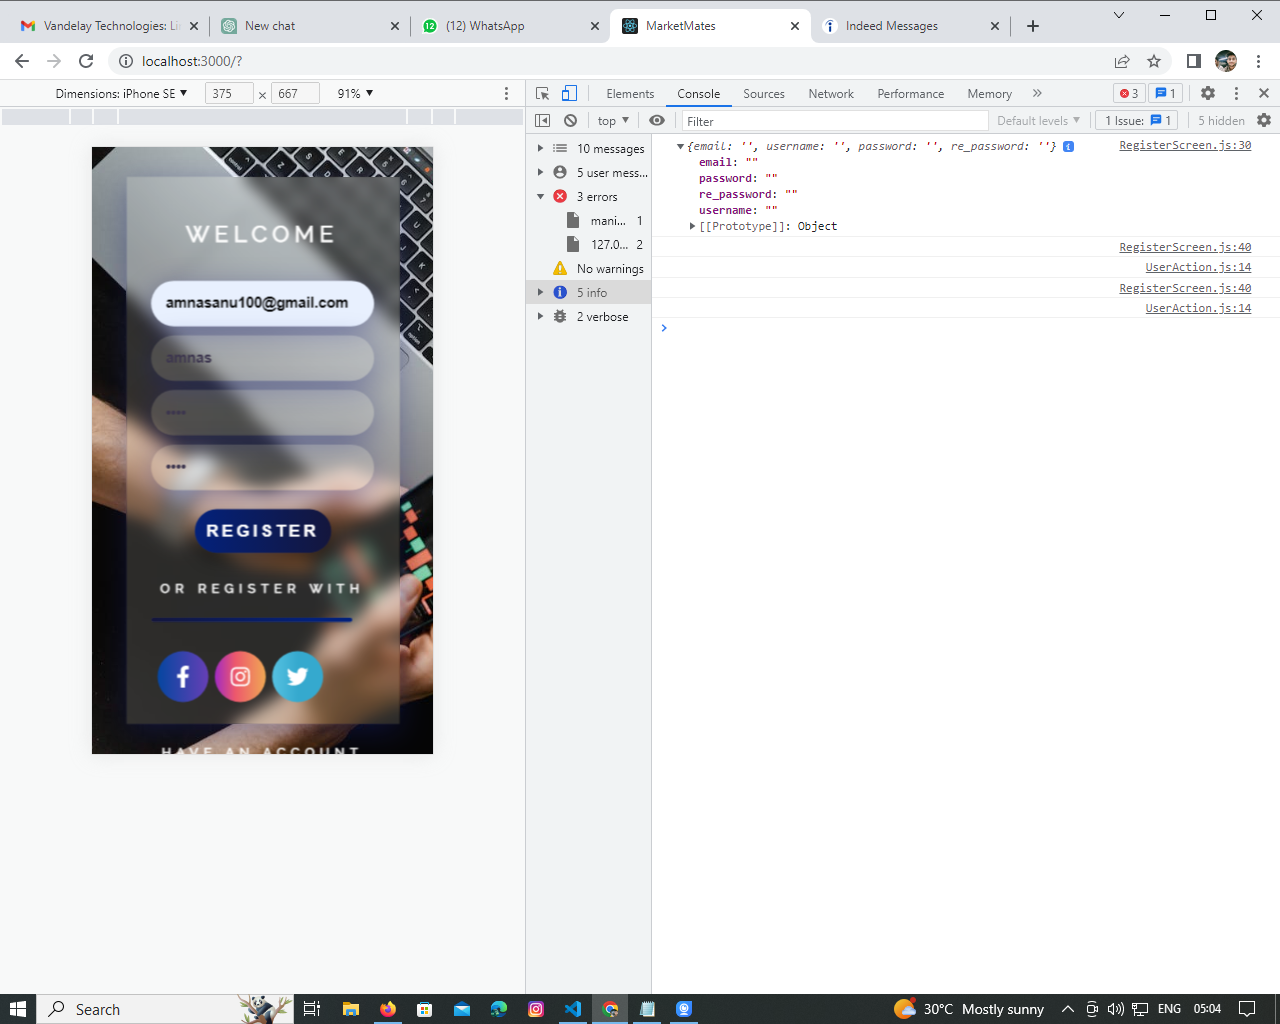 Vandelay Technologies: Li
New chat
(12) WhatsApp
MarketMates
Indeed Messages
localhost:3000/?
Dimensions: iPhone SE ▼ 375 × 667 91% ▼
Elements Console Sources Network Performance Memory » 3 1
top ▼ Filter Default levels ▼ 1 Issue: 1 5 hidden
10 messages
5 user mess...
3 errors
mani... 1
127.0... 2
No warnings
5 info
2 verbose
{email: '', username: '', password: '', re_password: ''} RegisterScreen.js:30
email: ""
password: ""
re_password: ""
username: ""
[[Prototype]]: Object
RegisterScreen.js:40
UserAction.js:14
RegisterScreen.js:40
UserAction.js:14
WELCOME
amnasanu100@gmail.com
amnas
••••
••••
REGISTER
OR REGISTER WITH
HAVE AN ACCOUNT
Search
30°C Mostly sunny
ENG
05:04